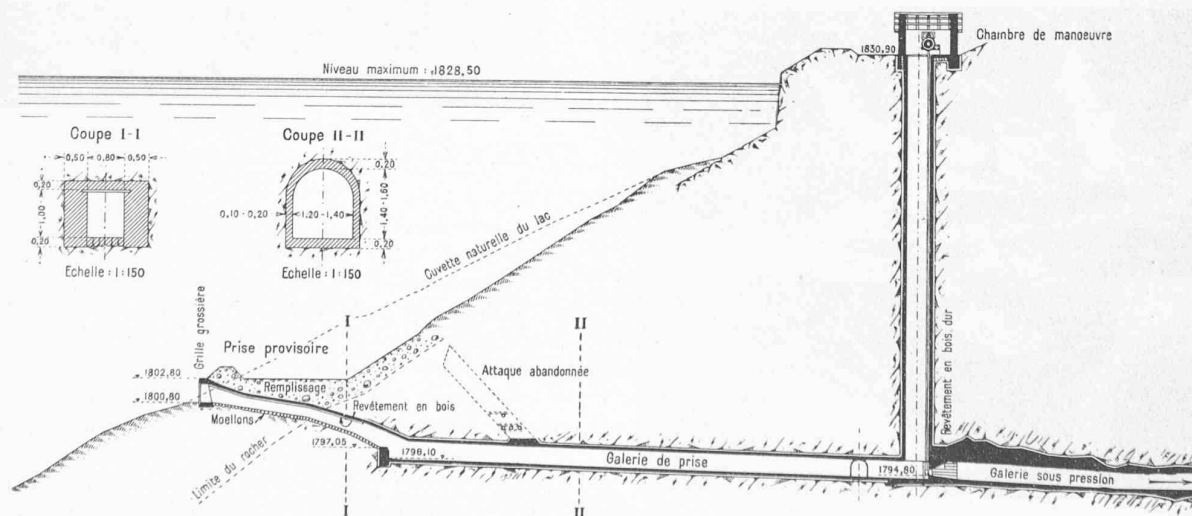 1830,90
Chambre de manoeuvre
Niveau maximum : 1828,50
Coupe I-I
0,50
0,80
0,50
0,20
1,00
0,20
Echelle : 1:150
Coupe II-II
0,20
0,10 - 0,20
1,20 - 1,40
1,40 - 1,60
0,20
Echelle : 1:150
Cuvette naturelle du lac
Grille grossière
Prise provisoire
I
II
1802,80
1800,80
Remplissage
Moellons
Revêtement en bois
Attaque abandonnée
Revêtement en bois dur
1797,05
1798,10
Limite du rocher
Galerie de prise
1794,80
Galerie sous pression
I
II